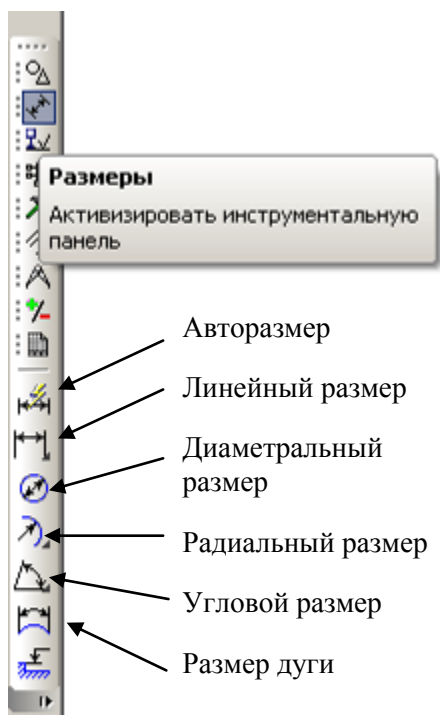 Размеры
Активизировать инструментальную
панель
Авторазмер
Линейный размер
Диаметральный
размер
Радиальный размер
Угловой размер
Размер дуги